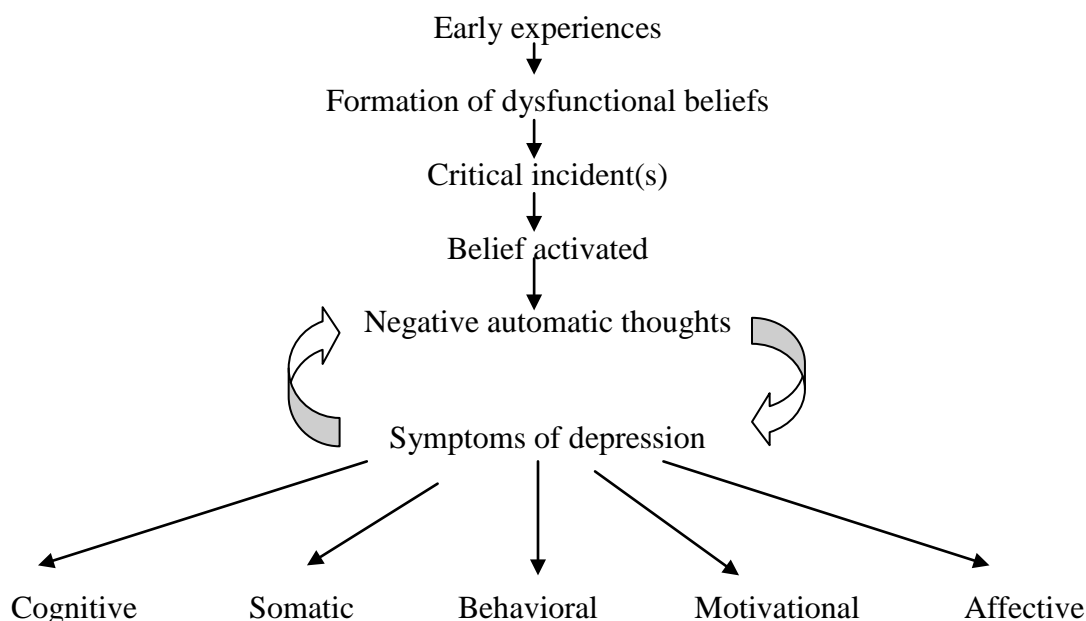 Early experiences
Formation of dysfunctional beliefs
Critical incident(s)
Belief activated
Negative automatic thoughts
Symptoms of depression
Cognitive Somatic Behavioral Motivational Affective